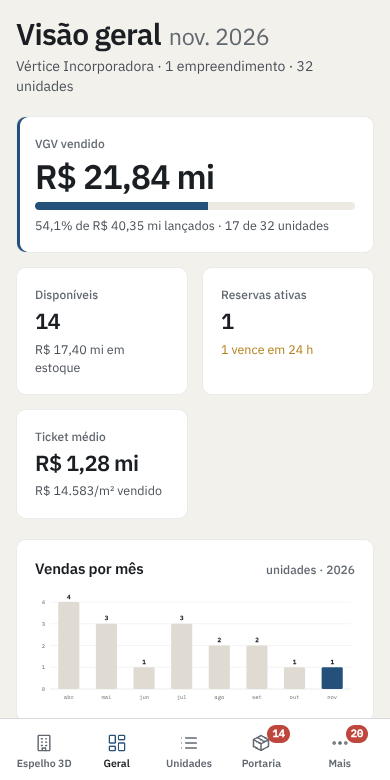 Visão geral nov. 2026
Vértice Incorporadora · 1 empreendimento · 32
unidades
VGV vendido
R$ 21,84 mi
54,1% de R$ 40,35 mi lançados · 17 de 32 unidades
Disponíveis
14
R$ 17,40 mi em
estoque
Reservas ativas
1
1 vence em 24 h
Ticket médio
R$ 1,28 mi
R$ 14.583/m² vendido
Vendas por mês
unidades · 2026
4
3
2
1
0
4
3
1
3
2
2
1
1
abr
mai
jun
jul
ago
set
out
nov
14
20
Espelho 3D
Geral
Unidades
Portaria
Mais